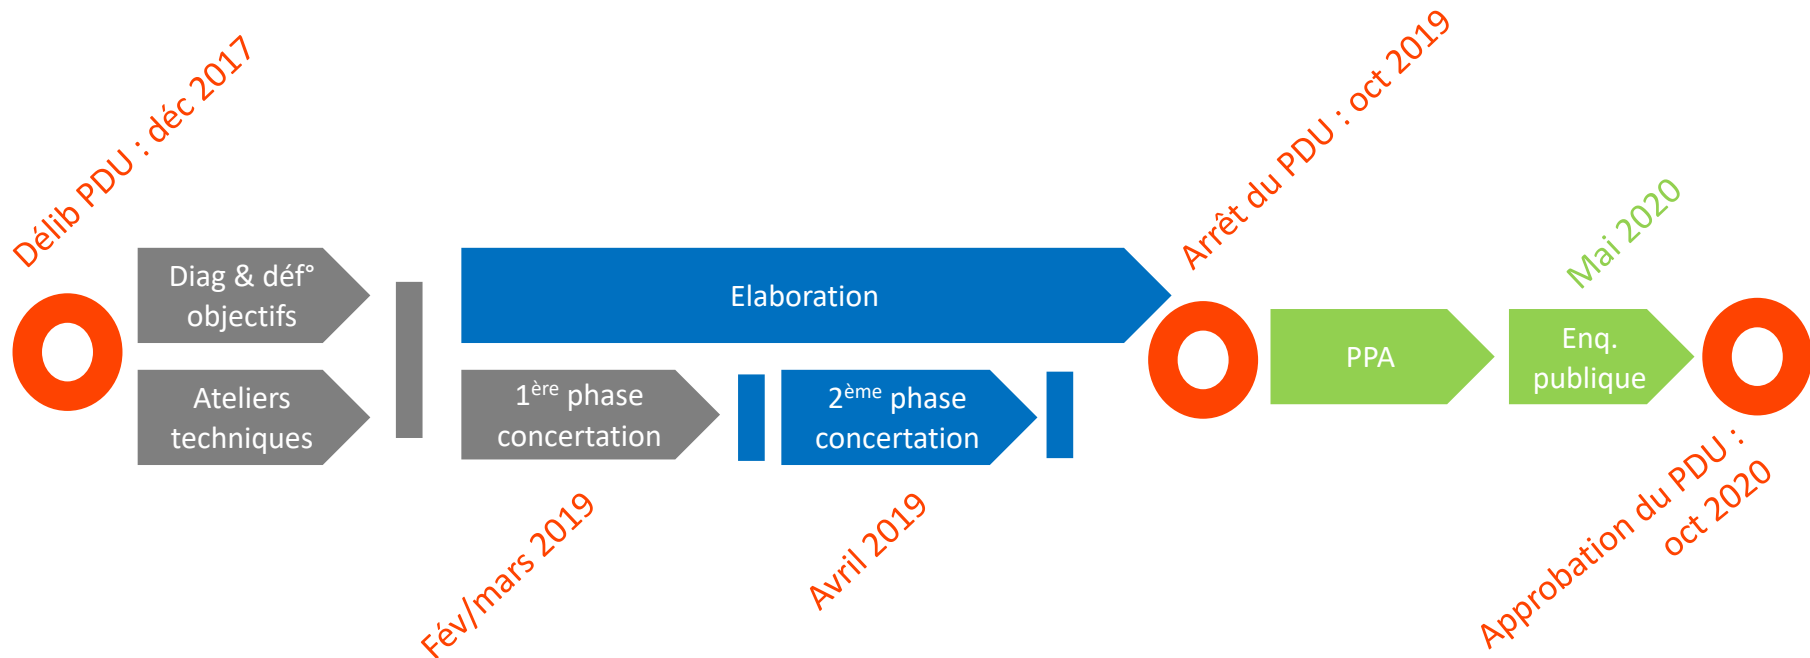 Délib PDU : déc 2017
Diag & déf°
objectifs
Ateliers
techniques
Elaboration
1ère phase
concertation
Fév/mars 2019
2ème phase
concertation
Avril 2019
Arrêt du PDU : oct 2019
PPA
Mai 2020
Enq.
publique
Approbation du PDU :
oct 2020